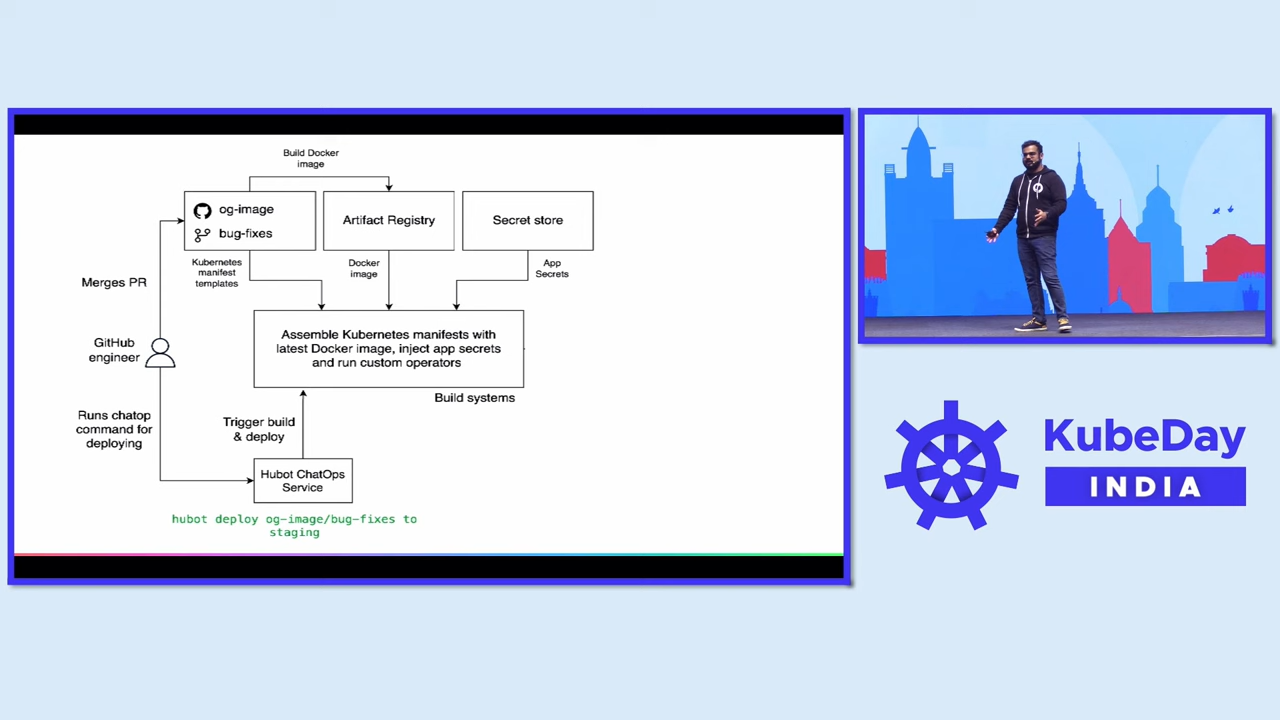 Build Docker
image
og-image
bug-fixes
Artifact Registry
Secret store
Kubernetes
manifest
templates
Docker
image
App
Secrets
Merges PR
GitHub
engineer
Assemble Kubernetes manifests with
latest Docker image, inject app secrets
and run custom operators
Build systems
Runs chatop
command for
deploying
Trigger build
& deploy
Hubot ChatOps
Service
hubot deploy og-image/bug-fixes to
staging
KubeDay
INDIA